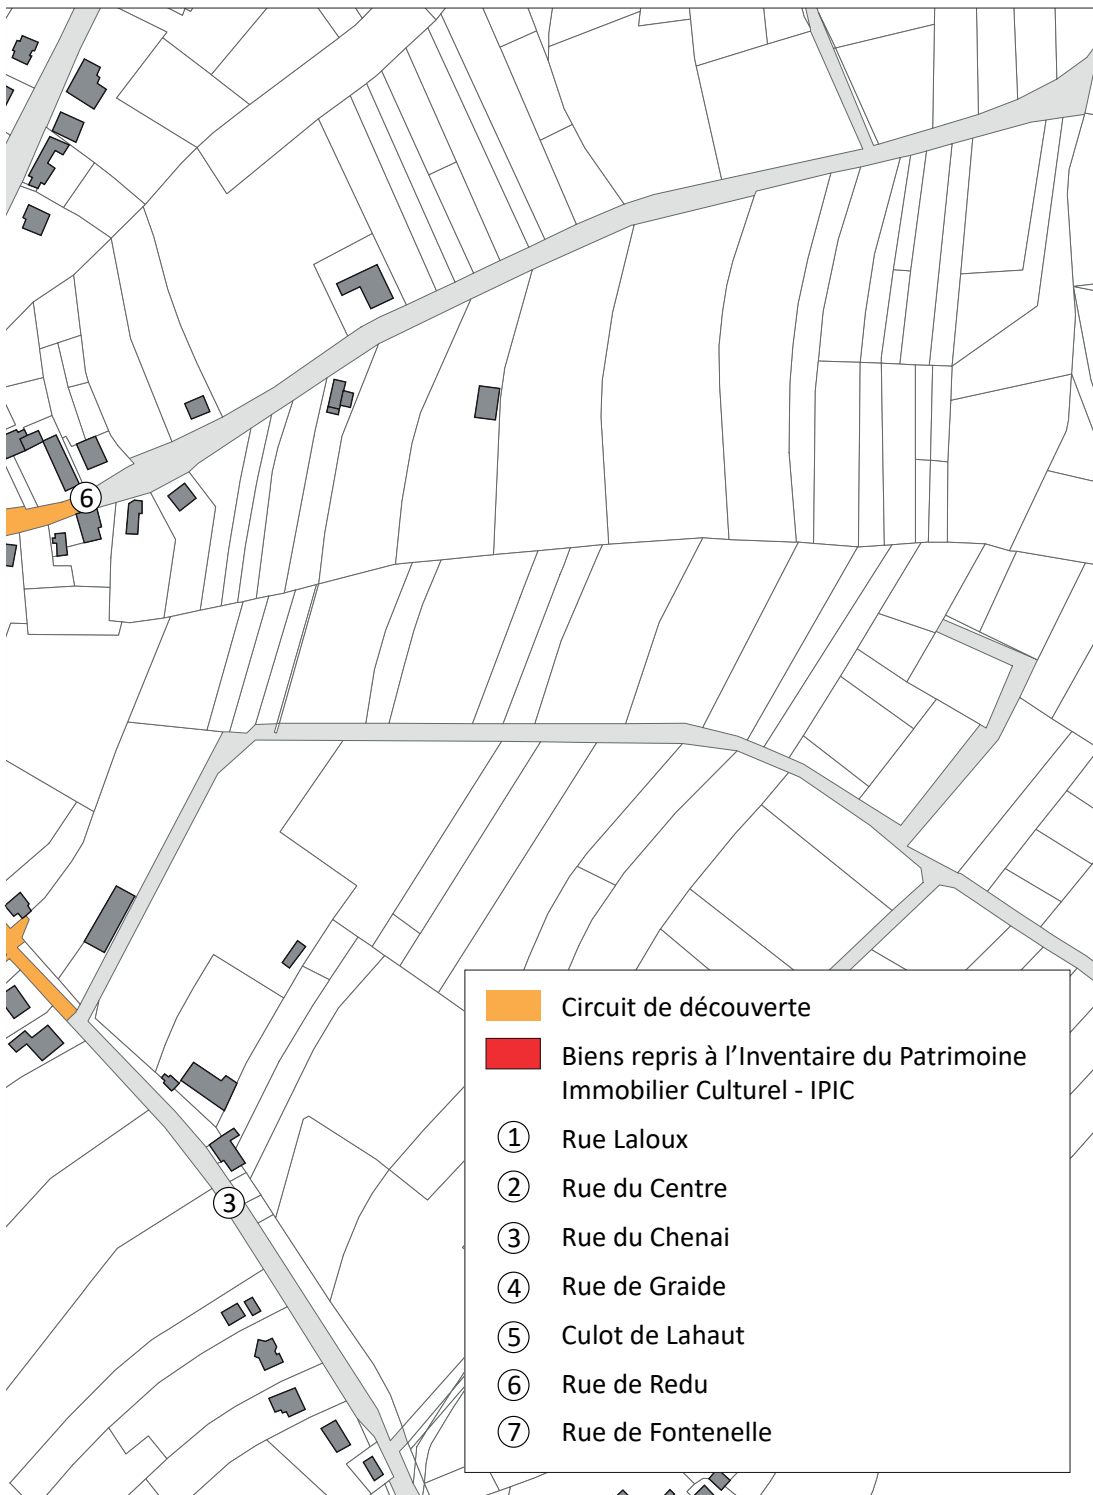 6
3
Circuit de découverte
Biens repris à l’Inventaire du Patrimoine
Immobilier Culturel - IPIC
1 Rue Laloux
2 Rue du Centre
3 Rue du Chenai
4 Rue de Graide
5 Culot de Lahaut
6 Rue de Redu
7 Rue de Fontenelle